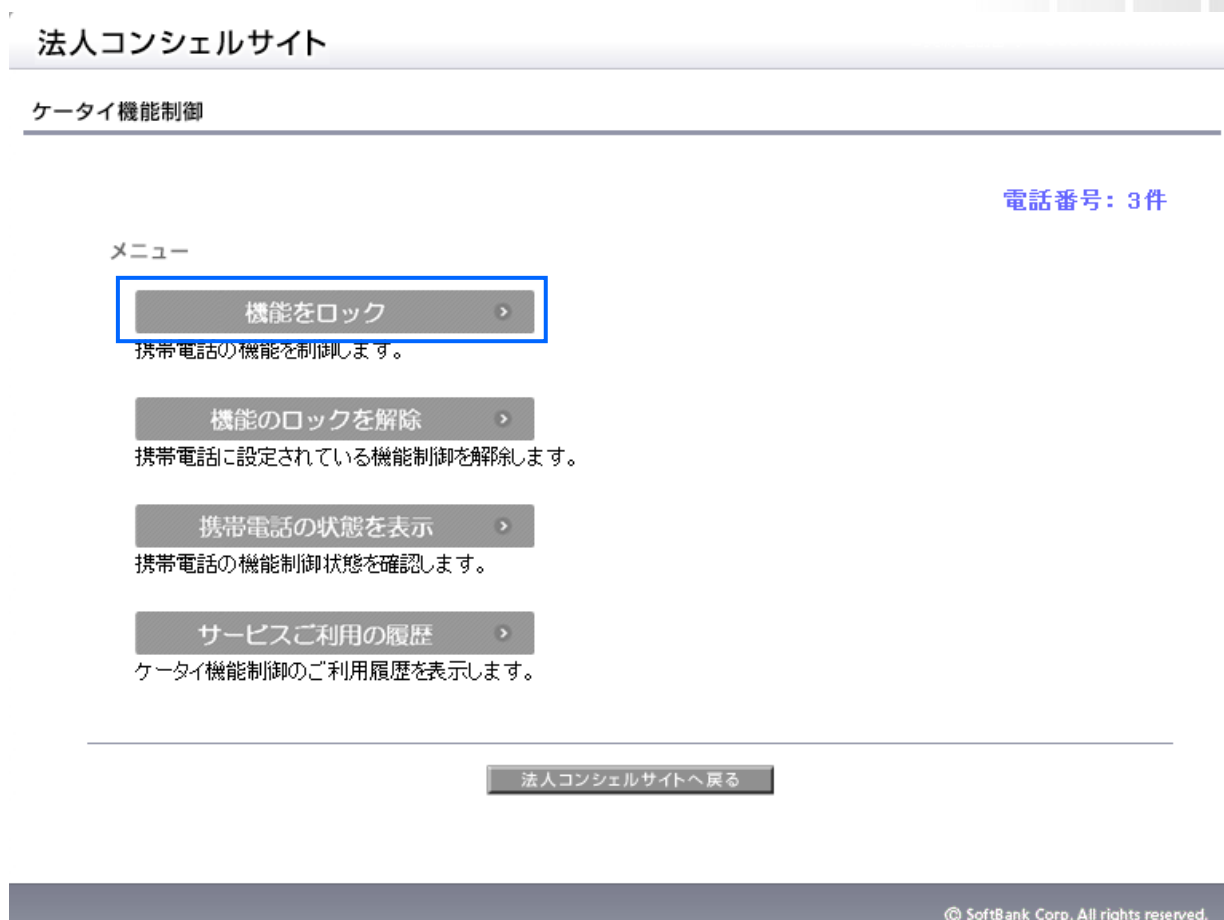 法人コンシェルサイト
ケータイ機能制御
電話番号: 3件
メニュー
機能をロック
携帯電話の機能を制御します。
機能のロックを解除
携帯電話に設定されている機能制御を解除します。
携帯電話の状態を表示
携帯電話の機能制御状態を確認します。
サービスご利用の履歴
ケータイ機能制御のご利用履歴を表示します。
法人コンシェルサイトへ戻る
© SoftBank Corp. All rights reserved.